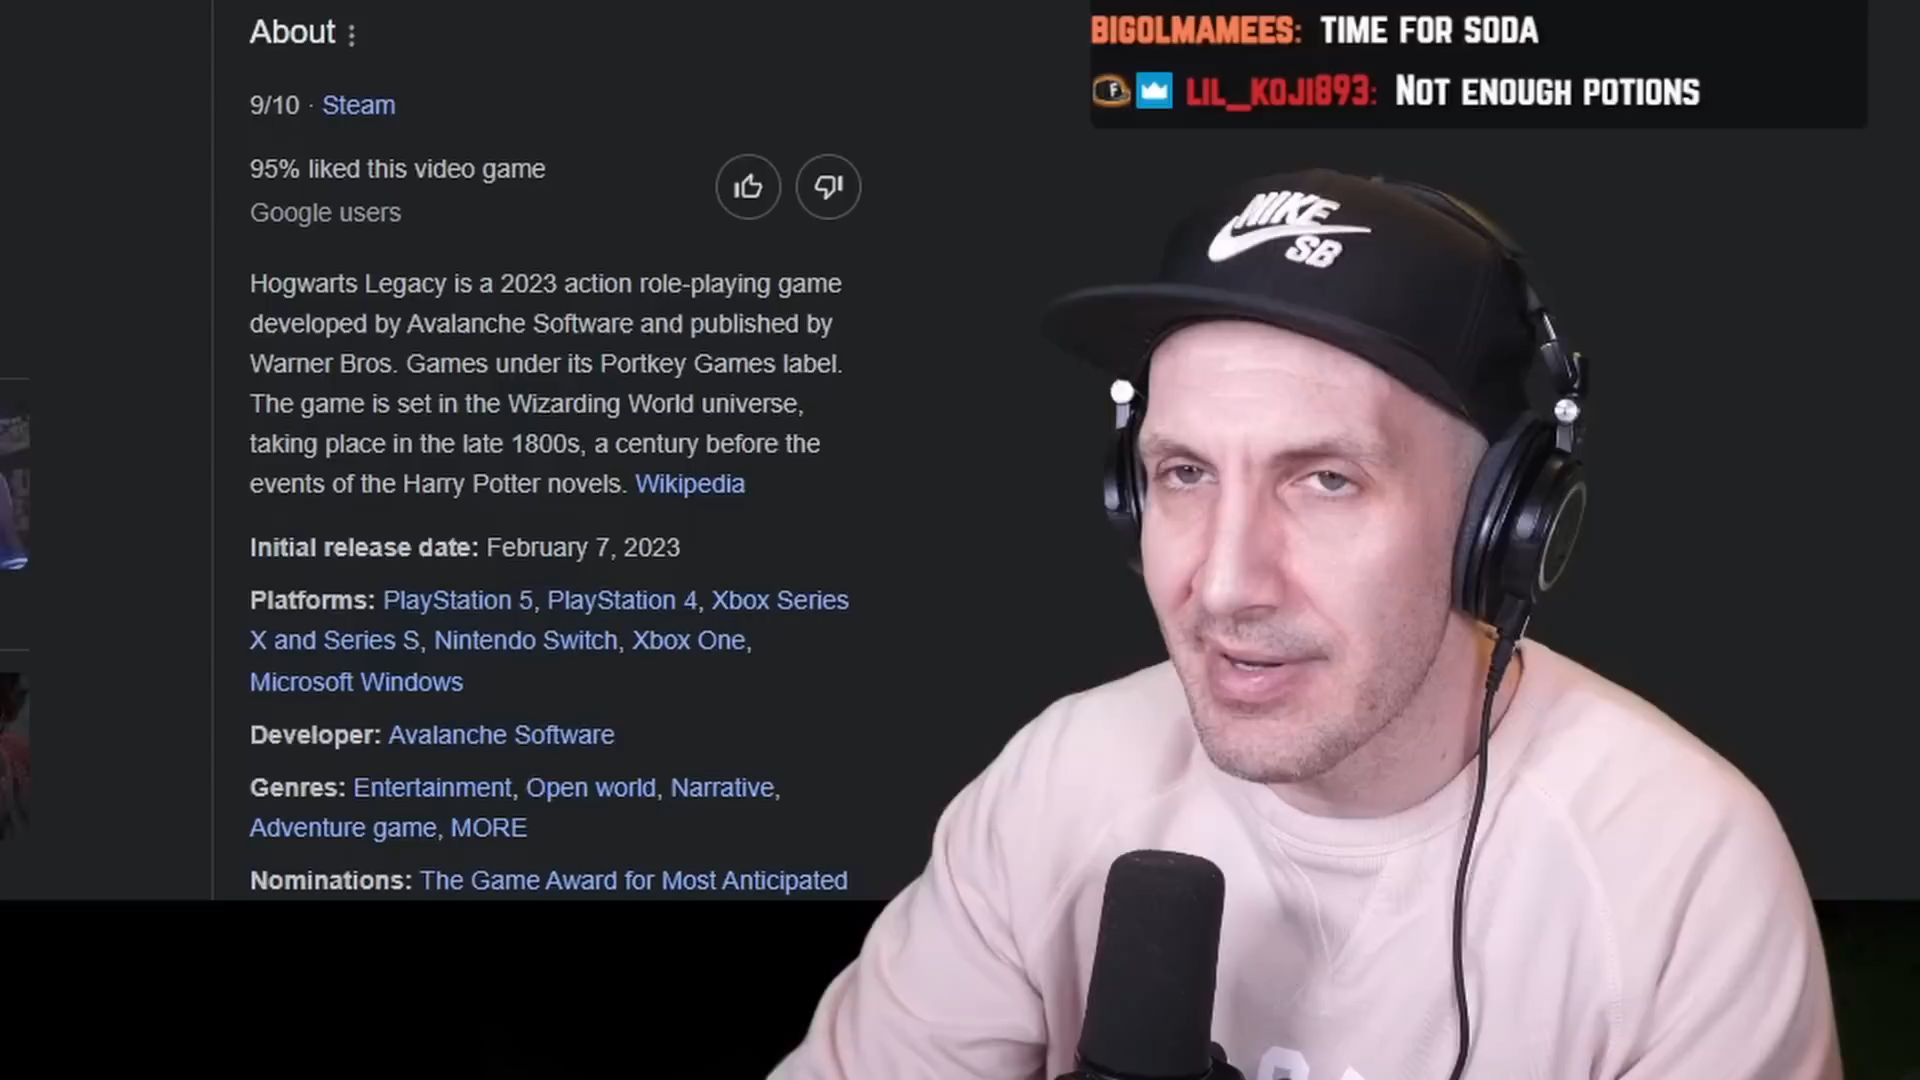 About
9/10 · Steam
95% liked this video game
Google users
Hogwarts Legacy is a 2023 action role-playing game
developed by Avalanche Software and published by
Warner Bros. Games under its Portkey Games label.
The game is set in the Wizarding World universe,
taking place in the late 1800s, a century before the
events of the Harry Potter novels. Wikipedia
Initial release date: February 7, 2023
Platforms: PlayStation 5, PlayStation 4, Xbox Series
X and Series S, Nintendo Switch, Xbox One,
Microsoft Windows
Developer: Avalanche Software
Genres: Entertainment, Open world, Narrative,
Adventure game, MORE
Nominations: The Game Award for Most Anticipated
BIGOLMAMEES: TIME FOR SODA
F LIL_KOJI893: NOT ENOUGH POTIONS
NIKE
SB